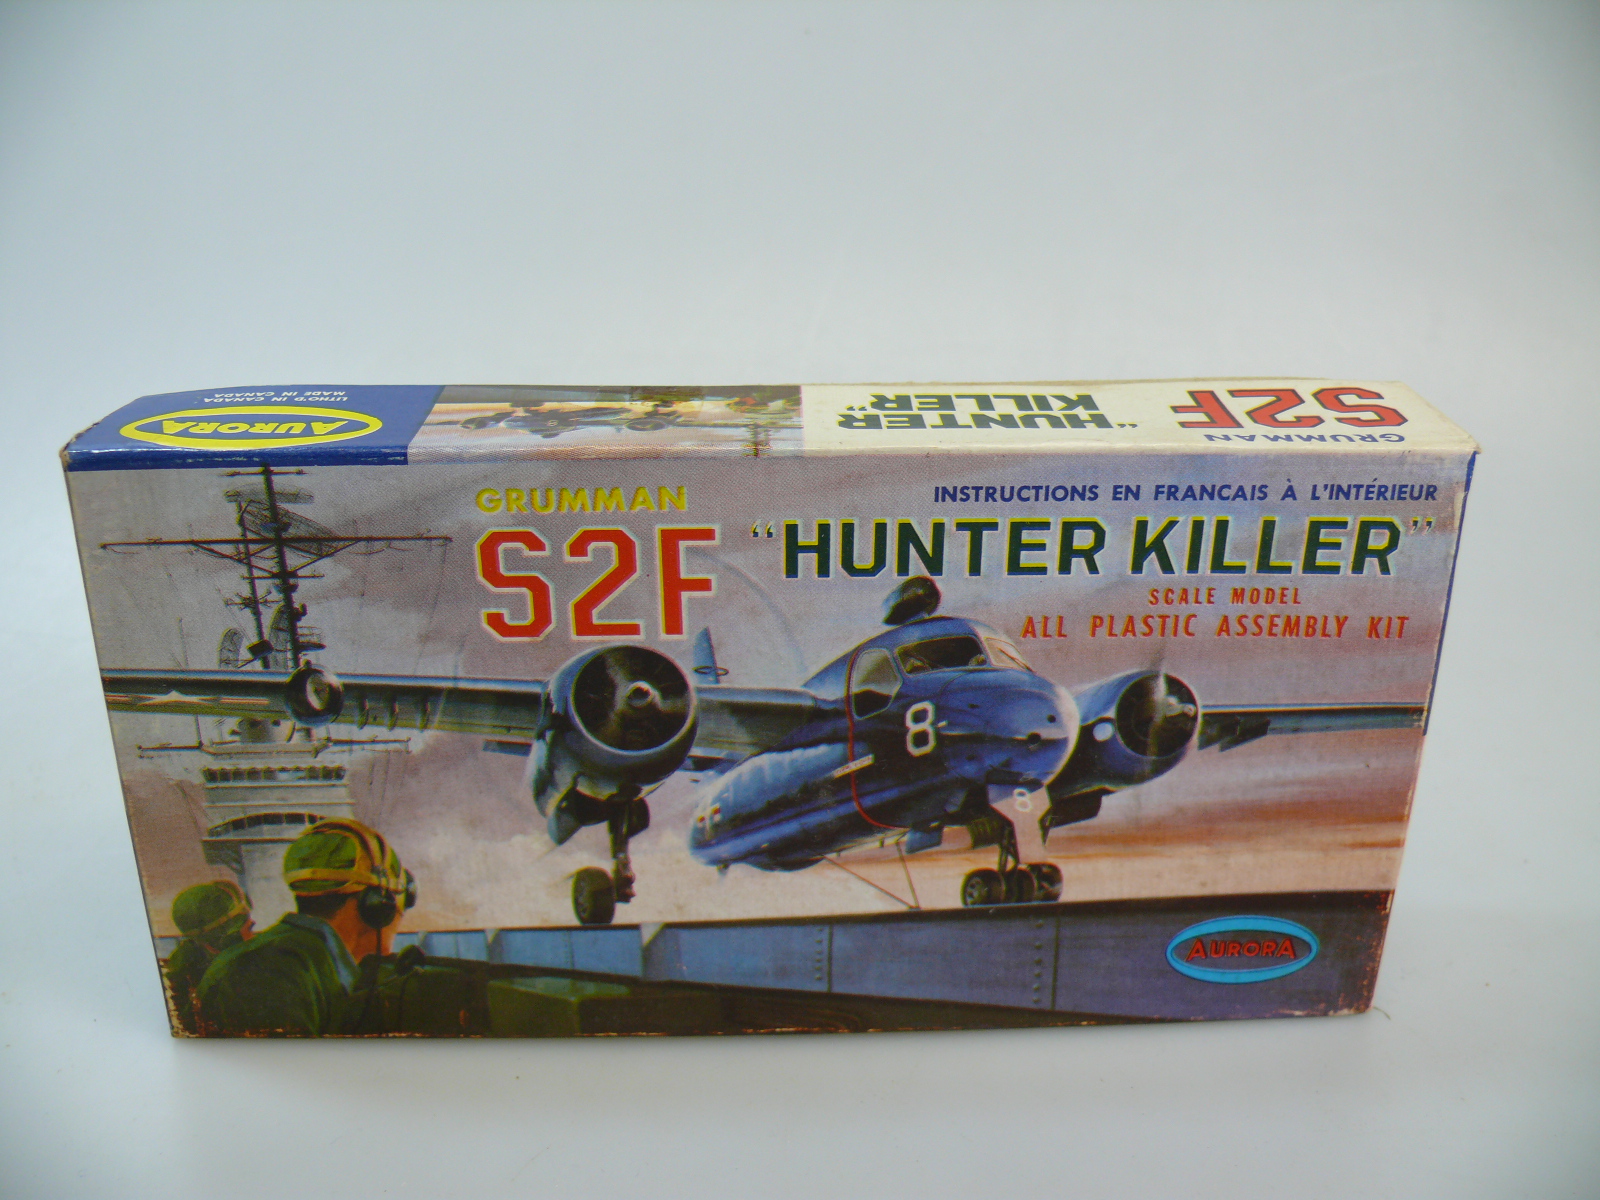 AURORA
LITHO'D IN CANADA
MADE IN CANADA
GRUMMAN
S2F
"HUNTER
KILLER"
GRUMMAN
S2F
INSTRUCTIONS EN FRANCAIS À L'INTÉRIEUR
"HUNTER KILLER"
SCALE MODEL
ALL PLASTIC ASSEMBLY KIT
8
8
AURORA